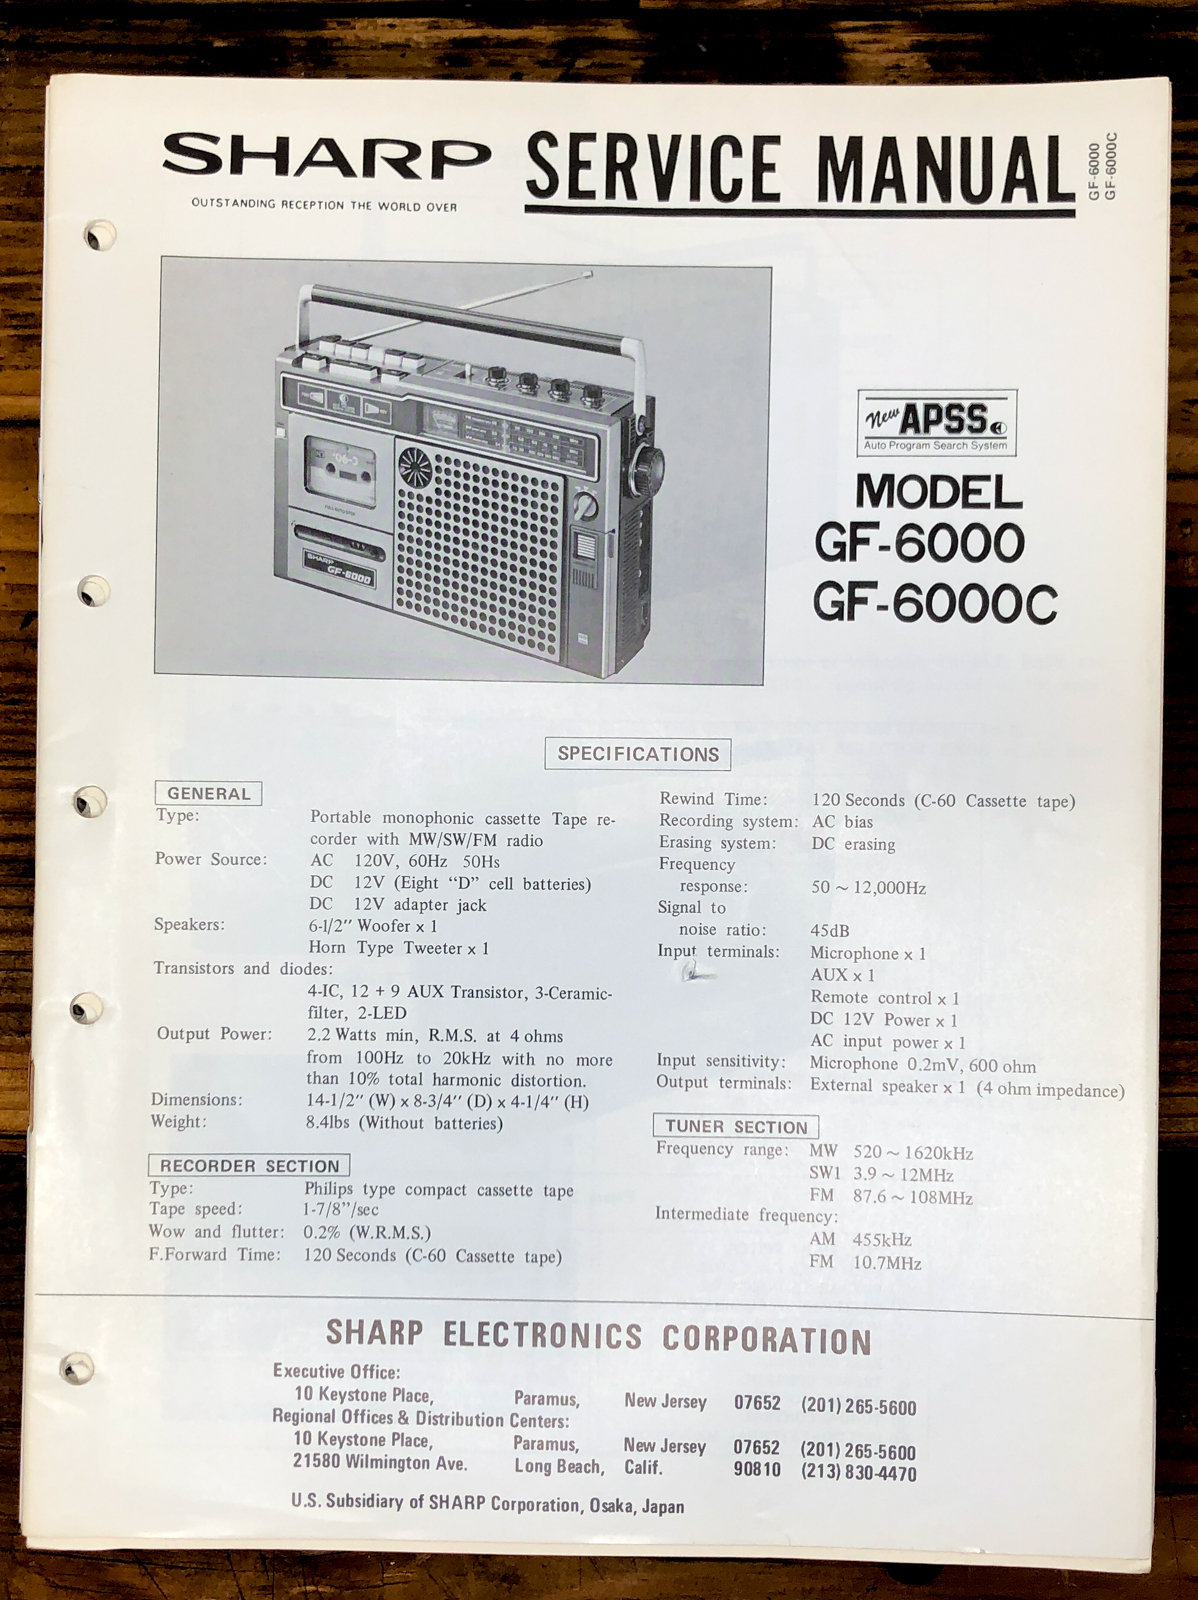 SHARP SERVICE MANUAL
OUTSTANDING RECEPTION THE WORLD OVER
GF-6000
GF-6000C
C-90
SHARP
GF-6000
New APSS
Auto Program Search System
MODEL
GF-6000
GF-6000C
SPECIFICATIONS
GENERAL
Type: Portable monophonic cassette Tape re-
corder with MW/SW/FM radio
Power Source: AC 120V, 60Hz 50Hs
DC 12V (Eight “D” cell batteries)
DC 12V adapter jack
Speakers: 6-1/2” Woofer x 1
Horn Type Tweeter x 1
Transistors and diodes:
4-IC, 12 + 9 AUX Transistor, 3-Ceramic-
filter, 2-LED
Output Power: 2.2 Watts min, R.M.S. at 4 ohms
from 100Hz to 20kHz with no more
than 10% total harmonic distortion.
Dimensions: 14-1/2” (W) x 8-3/4” (D) x 4-1/4” (H)
Weight: 8.4lbs (Without batteries)
RECORDER SECTION
Type: Philips type compact cassette tape
Tape speed: 1-7/8”/sec
Wow and flutter: 0.2% (W.R.M.S.)
F.Forward Time: 120 Seconds (C-60 Cassette tape)
Rewind Time: 120 Seconds (C-60 Cassette tape)
Recording system: AC bias
Erasing system: DC erasing
Frequency
response: 50 ~ 12,000Hz
Signal to
noise ratio: 45dB
Input terminals: Microphone x 1
AUX x 1
Remote control x 1
DC 12V Power x 1
AC input power x 1
Input sensitivity: Microphone 0.2mV, 600 ohm
Output terminals: External speaker x 1 (4 ohm impedance)
TUNER SECTION
Frequency range: MW 520 ~ 1620kHz
SW1 3.9 ~ 12MHz
FM 87.6 ~ 108MHz
Intermediate frequency:
AM 455kHz
FM 10.7MHz
SHARP ELECTRONICS CORPORATION
Executive Office:
10 Keystone Place, Paramus, New Jersey 07652 (201) 265-5600
Regional Offices & Distribution Centers:
10 Keystone Place, Paramus, New Jersey 07652 (201) 265-5600
21580 Wilmington Ave. Long Beach, Calif. 90810 (213) 830-4470
U.S. Subsidiary of SHARP Corporation, Osaka, Japan